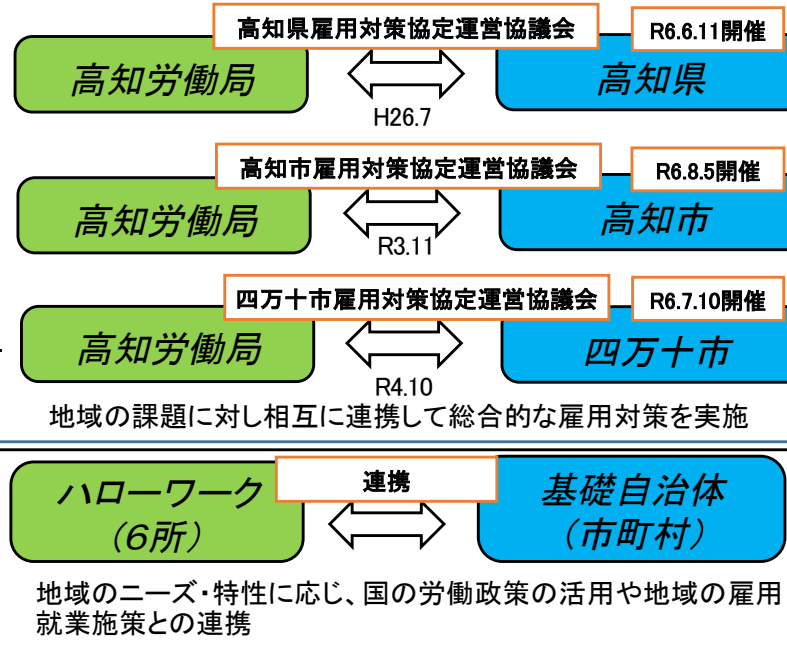 高知県雇用対策協定運営協議会
R6.6.11開催
高知労働局
高知県
H26.7
高知市雇用対策協定運営協議会
R6.8.5開催
高知労働局
高知市
R3.11
四万十市雇用対策協定運営協議会
R6.7.10開催
高知労働局
四万十市
R4.10
地域の課題に対し相互に連携して総合的な雇用対策を実施
連携
ハローワーク
(6所)
基礎自治体
(市町村)
地域のニーズ・特性に応じ、国の労働政策の活用や地域の雇用
就業施策との連携